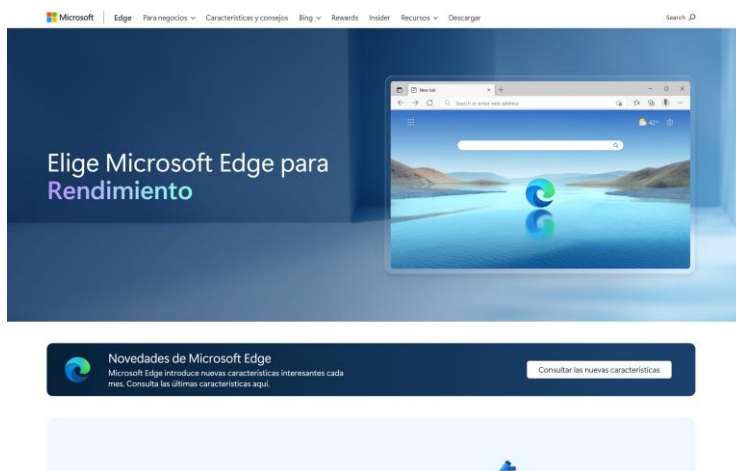 Microsoft Edge Para negocios Características y consejos Bing Rewards Insider Recursos Descargar Search
New tab
Search or enter web address
42°
Elige Microsoft Edge para
Rendimiento
Novedades de Microsoft Edge
Microsoft Edge introduce nuevas características interesantes cada
mes. Consulta las últimas características aquí.
Consultar las nuevas características